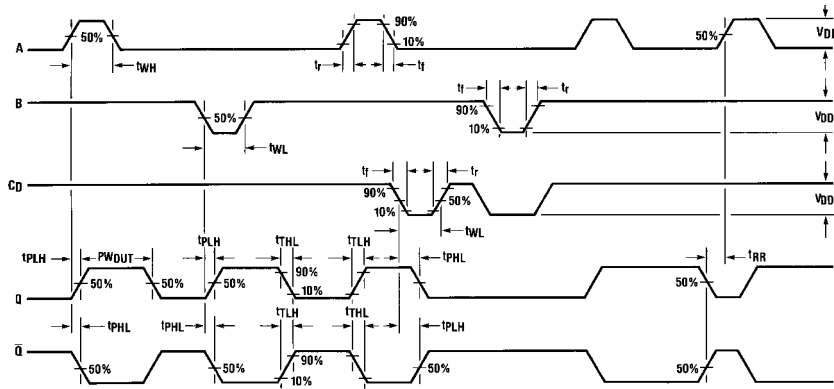 90%
50%
50%
VDD
A
10%
tWH
tr
tf
tf
tr
B
90%
50%
10%
VDD
tWL
tf
tr
CD
90%
50%
VDD
10%
tPLH
PWOUT
tPLH
tTHL
tTLH
tWL
tPHL
tRR
90%
50%
50%
50%
50%
50%
10%
Q
tPHL
tPHL
tTLH
tTHL
tPLH
Q̅
90%
50%
50%
50%
50%
10%